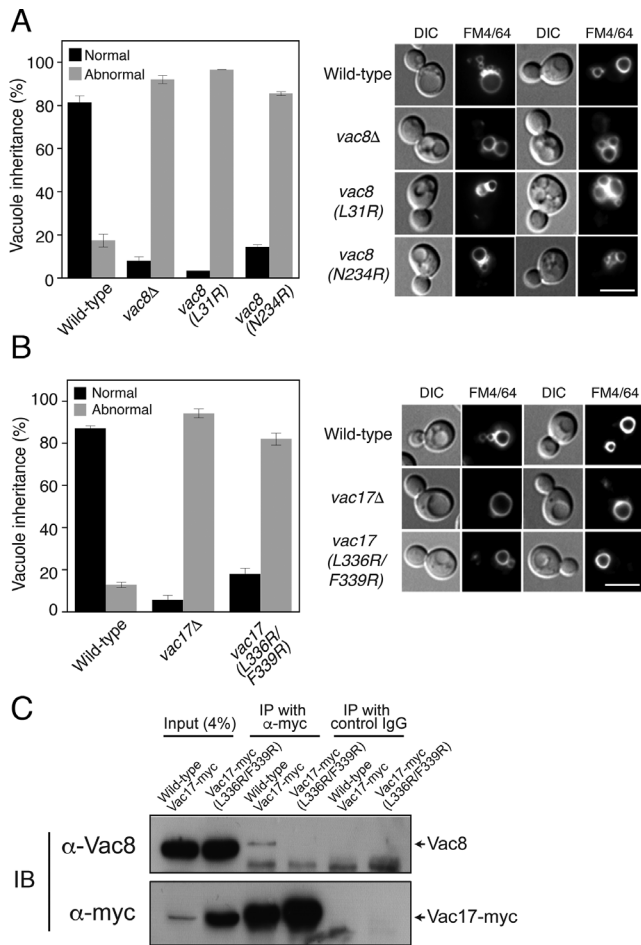 A
Normal
Abnormal
Vacuole inheritance (%)
100
80
60
40
20
0
Wild-type
vac8Δ
vac8
(L31R)
vac8
(N234R)
DIC FM4/64 DIC FM4/64
Wild-type
vac8Δ
vac8
(L31R)
vac8
(N234R)
B
Normal
Abnormal
Vacuole inheritance (%)
100
80
60
40
20
0
Wild-type
vac17Δ
vac17
(L336R/
F339R)
DIC FM4/64 DIC FM4/64
Wild-type
vac17Δ
vac17
(L336R/
F339R)
C
Input (4%)
IP with
α-myc
IP with
control IgG
Wild-type
Vac17-myc
Vac17-myc
(L336R/F339R)
Wild-type
Vac17-myc
Vac17-myc
(L336R/F339R)
Wild-type
Vac17-myc
Vac17-myc
(L336R/F339R)
IB
α-Vac8
Vac8
α-myc
Vac17-myc